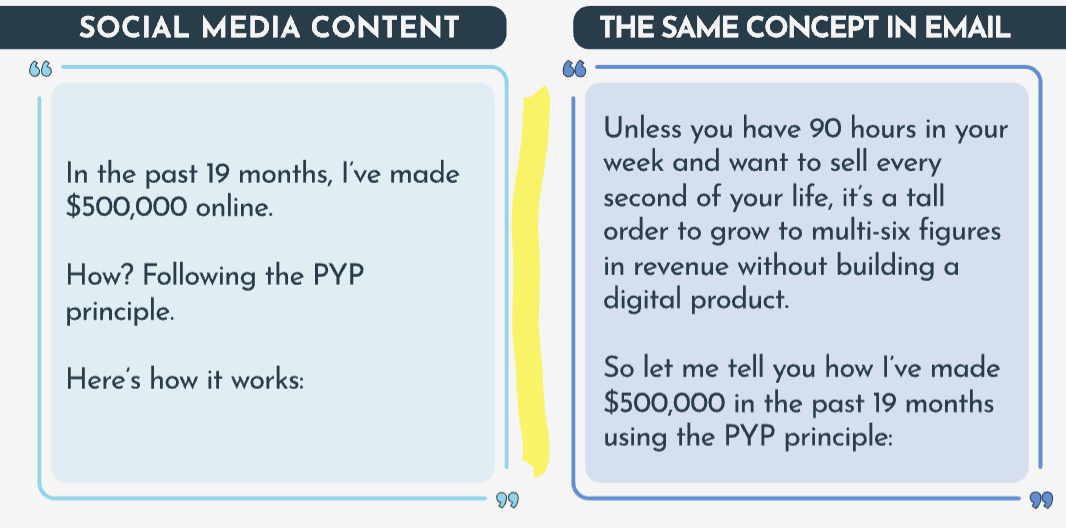 SOCIAL MEDIA CONTENT
In the past 19 months, I've made
$500,000 online.
How? Following the PYP
principle.
Here's how it works:
THE SAME CONCEPT IN EMAIL
Unless you have 90 hours in your
week and want to sell every
second of your life, it's a tall
order to grow to multi-six figures
in revenue without building a
digital product.
So let me tell you how I've made
$500,000 in the past 19 months
using the PYP principle: